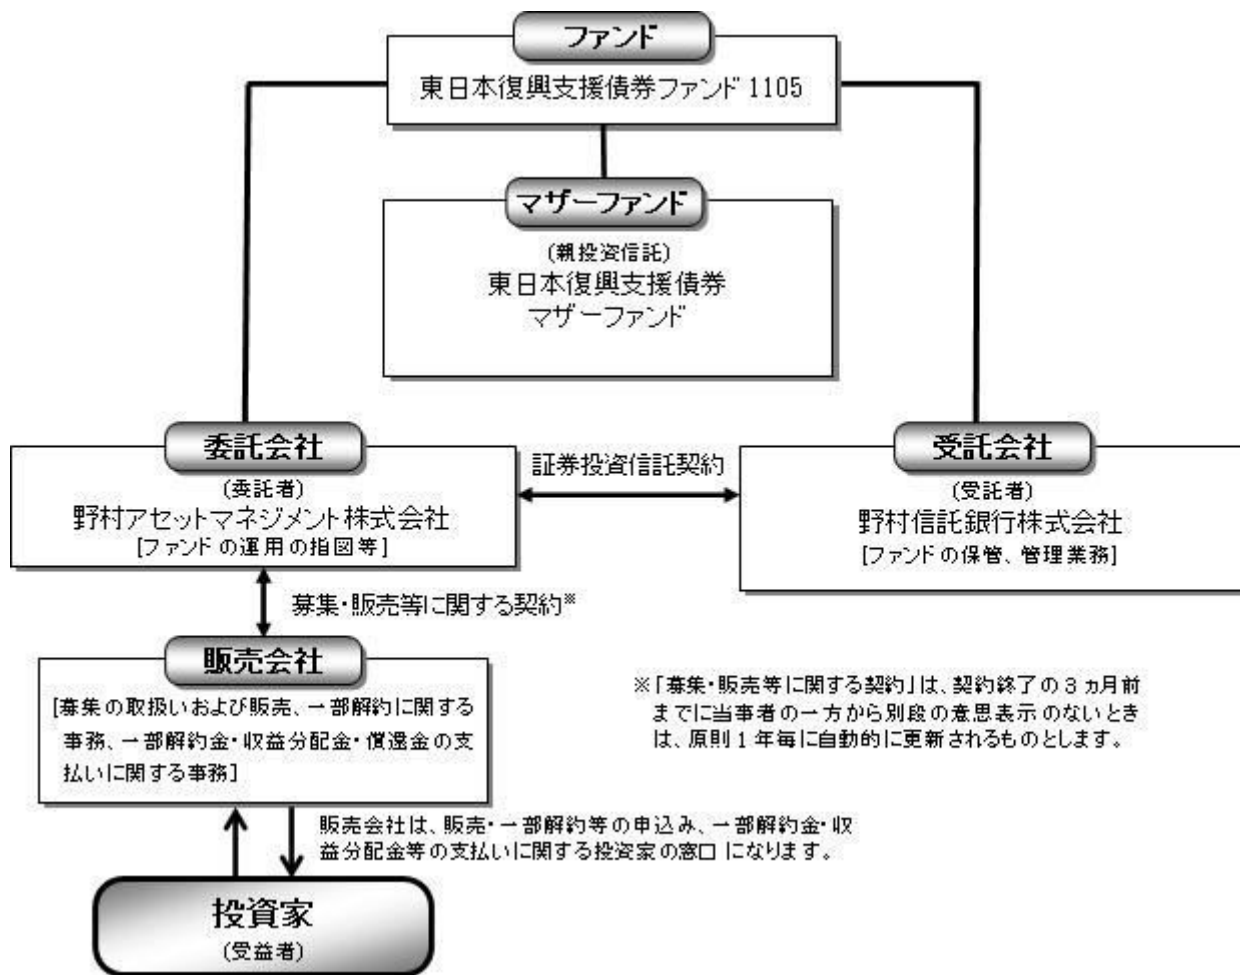 ファンド
東日本復興支援債券ファンド1105
マザーファンド
(親投資信託)
東日本復興支援債券
マザーファンド
委託会社
(委託者)
野村アセットマネジメント株式会社
[ファンドの運用の指図等]
証券投資信託契約
受託会社
(受託者)
野村信託銀行株式会社
[ファンドの保管、管理業務]
募集・販売等に関する契約※
販売会社
[募集の取扱いおよび販売、一部解約に関する
事務、一部解約金・収益分配金・償還金の支
払いに関する事務]
※「募集・販売等に関する契約」は、契約終了の3ヵ月前
までに当事者の一方から別段の意思表示のないとき
は、原則1年毎に自動的に更新されるものとします。
販売会社は、販売・一部解約等の申込み、一部解約金・収
益分配金等の支払いに関する投資家の窓口になります。
投資家
(受益者)